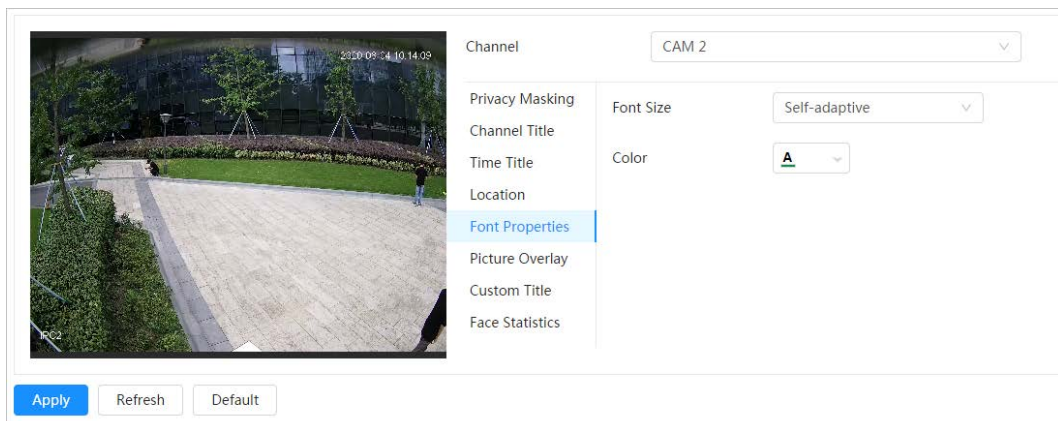 2020-09-04 10:14:09
IPC2
Channel
CAM 2
Privacy Masking
Channel Title
Time Title
Location
Font Properties
Picture Overlay
Custom Title
Face Statistics
Font Size
Self-adaptive
Color
A
Apply
Refresh
Default